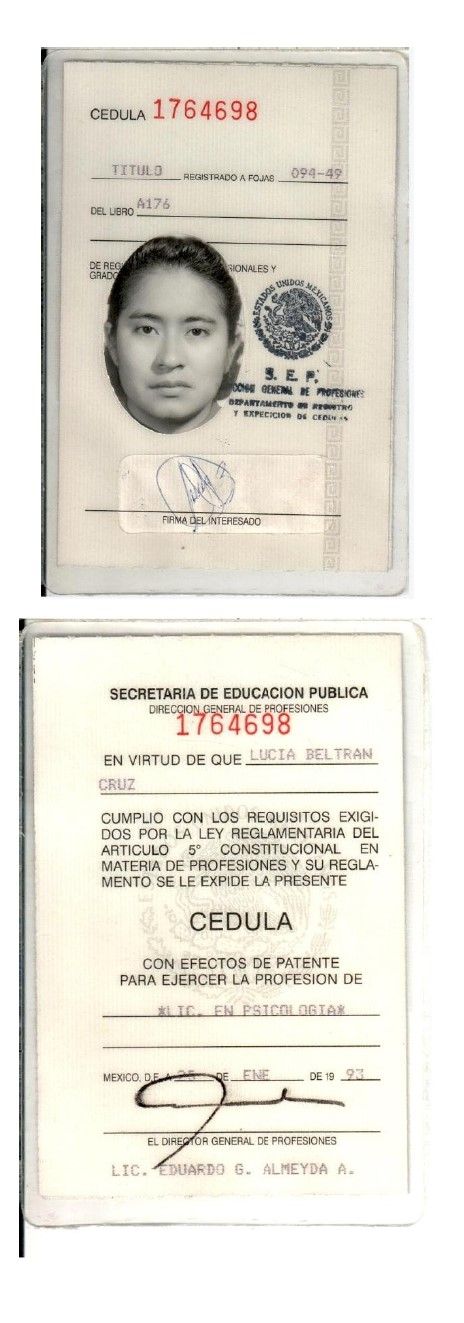 CEDULA 1764698
TITULO REGISTRADO A FOJAS 094-49
DEL LIBRO A176
DE REG SIONALES Y
GRADO
ESTADOS UNIDOS MEXICANOS
S. E. P.
CCION GENERAL DE PROFESIONES
DEPARTAMENTO DE REGISTRO
Y EXPEDICION DE CEDULAS
FIRMA DEL INTERESADO
SECRETARIA DE EDUCACION PUBLICA
DIRECCION GENERAL DE PROFESIONES
1764698
EN VIRTUD DE QUE LUCIA BELTRAN
CRUZ
CUMPLIO CON LOS REQUISITOS EXIGI-
DOS POR LA LEY REGLAMENTARIA DEL
ARTICULO 5° CONSTITUCIONAL EN
MATERIA DE PROFESIONES Y SU REGLA-
MENTO SE LE EXPIDE LA PRESENTE
CEDULA
CON EFECTOS DE PATENTE
PARA EJERCER LA PROFESION DE
*LIC. EN PSICOLOGIA*
MEXICO, D.F. A 25 DE ENE DE 19 93
EL DIRECTOR GENERAL DE PROFESIONES
LIC. EDUARDO G. ALMEYDA A.